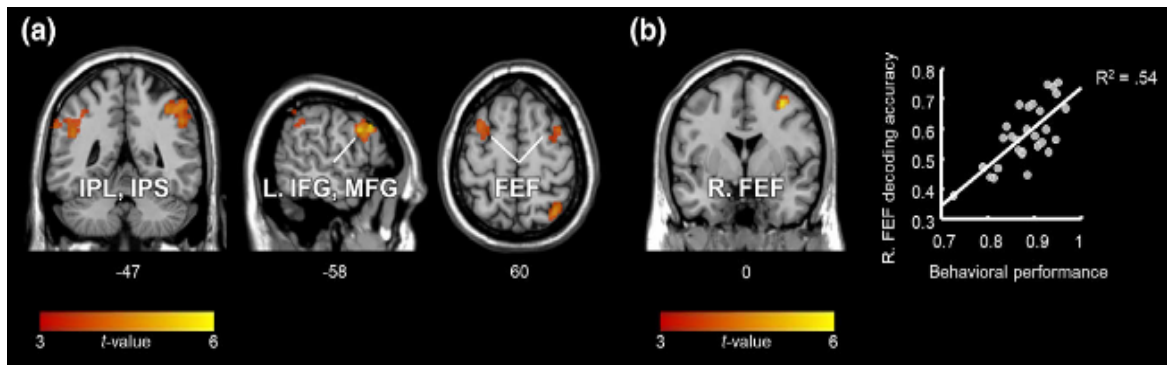 (a)
IPL, IPS
L. IFG, MFG
FEF
-47
-58
60
3
t-value
6
(b)
R. FEF
0
3
t-value
6
R. FEF decoding accuracy
0.8
0.7
0.6
0.5
0.4
0.3
R² = .54
0.7
0.8
0.9
1
Behavioral performance